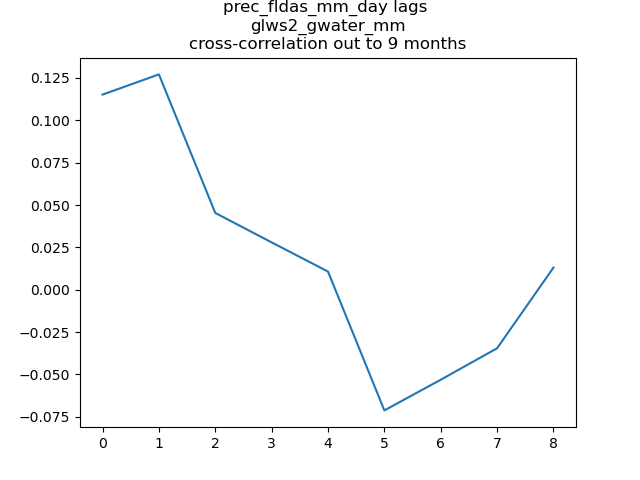 prec_fldas_mm_day lags
glws2_gwater_mm
cross-correlation out to 9 months
0.125
0.100
0.075
0.050
0.025
0.000
−0.025
−0.050
−0.075
0 1 2 3 4 5 6 7 8